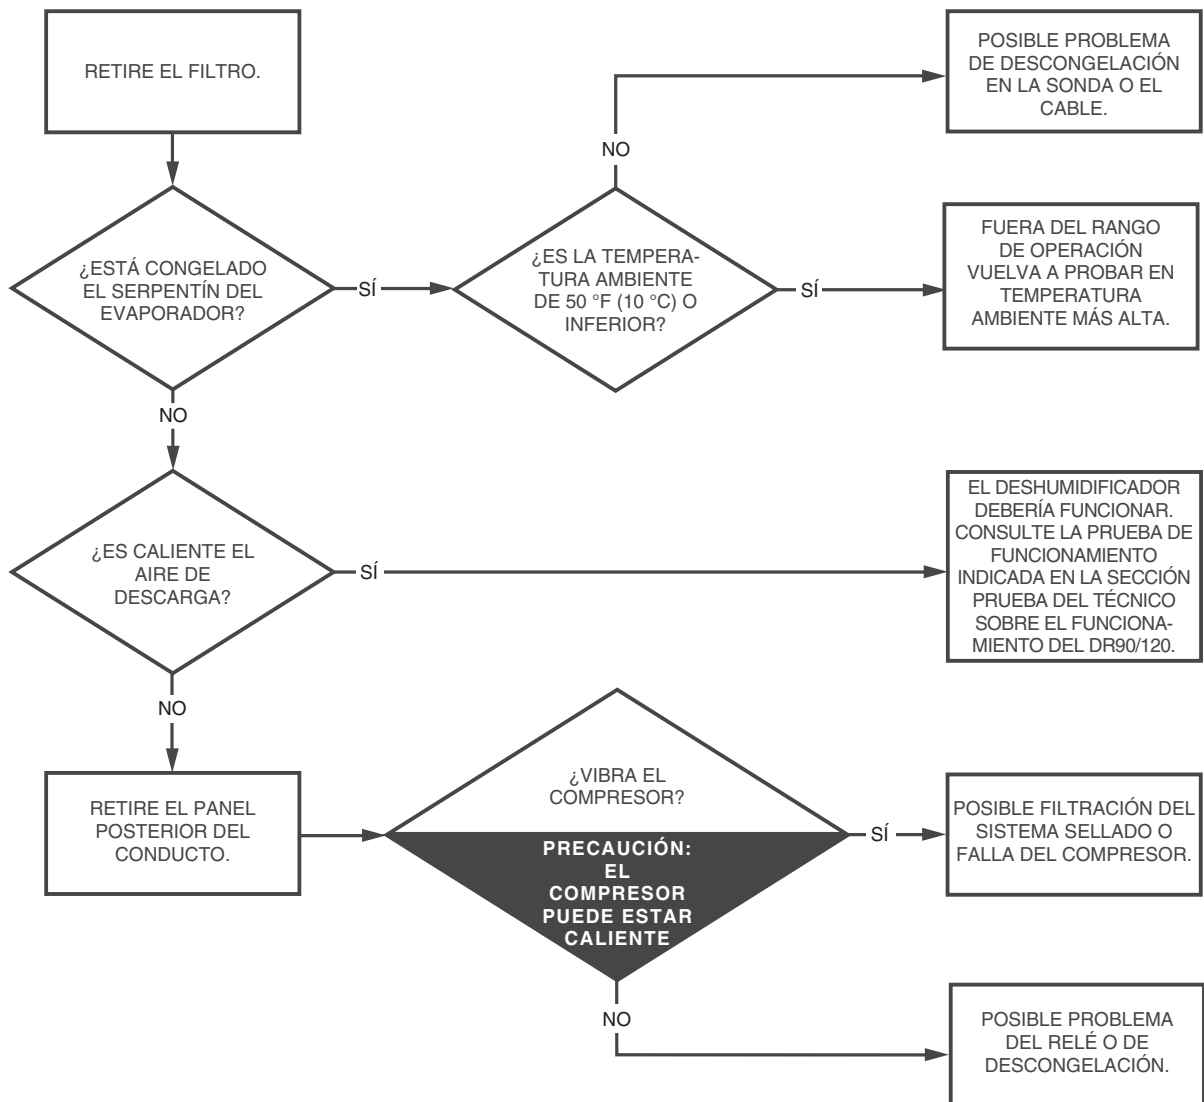 RETIRE EL FILTRO.
POSIBLE PROBLEMA
DE DESCONGELACIÓN
EN LA SONDA O EL
CABLE.
NO
¿ESTÁ CONGELADO
EL SERPENTÍN DEL
EVAPORADOR?
SÍ
¿ES LA TEMPERA-
TURA AMBIENTE
DE 50 °F (10 °C) O
INFERIOR?
SÍ
FUERA DEL RANGO
DE OPERACIÓN
VUELVA A PROBAR EN
TEMPERATURA
AMBIENTE MÁS ALTA.
NO
¿ES CALIENTE EL
AIRE DE
DESCARGA?
SÍ
EL DESHUMIDIFICADOR
DEBERÍA FUNCIONAR.
CONSULTE LA PRUEBA DE
FUNCIONAMIENTO
INDICADA EN LA SECCIÓN
PRUEBA DEL TÉCNICO
SOBRE EL FUNCIONA-
MIENTO DEL DR90/120.
NO
RETIRE EL PANEL
POSTERIOR DEL
CONDUCTO.
¿VIBRA EL
COMPRESOR?
PRECAUCIÓN:
EL
COMPRESOR
PUEDE ESTAR
CALIENTE
SÍ
POSIBLE FILTRACIÓN DEL
SISTEMA SELLADO O
FALLA DEL COMPRESOR.
NO
POSIBLE PROBLEMA
DEL RELÉ O DE
DESCONGELACIÓN.